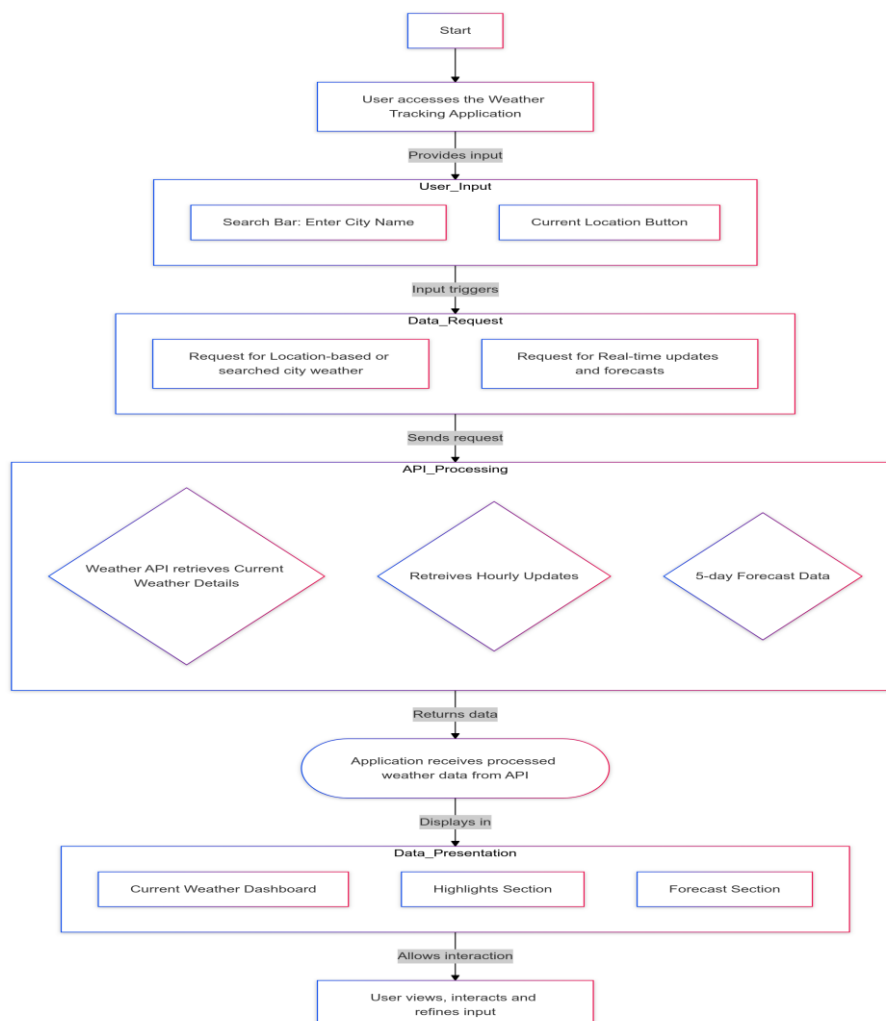 Start
User accesses the Weather
Tracking Application
Provides input
User_Input
Search Bar: Enter City Name
Current Location Button
Input triggers
Data_Request
Request for Location-based or
searched city weather
Request for Real-time updates
and forecasts
Sends request
API_Processing
Weather API retrieves Current
Weather Details
Retreives Hourly Updates
5-day Forecast Data
Returns data
Application receives processed
weather data from API
Displays in
Data_Presentation
Current Weather Dashboard
Highlights Section
Forecast Section
Allows interaction
User views, interacts and
refines input